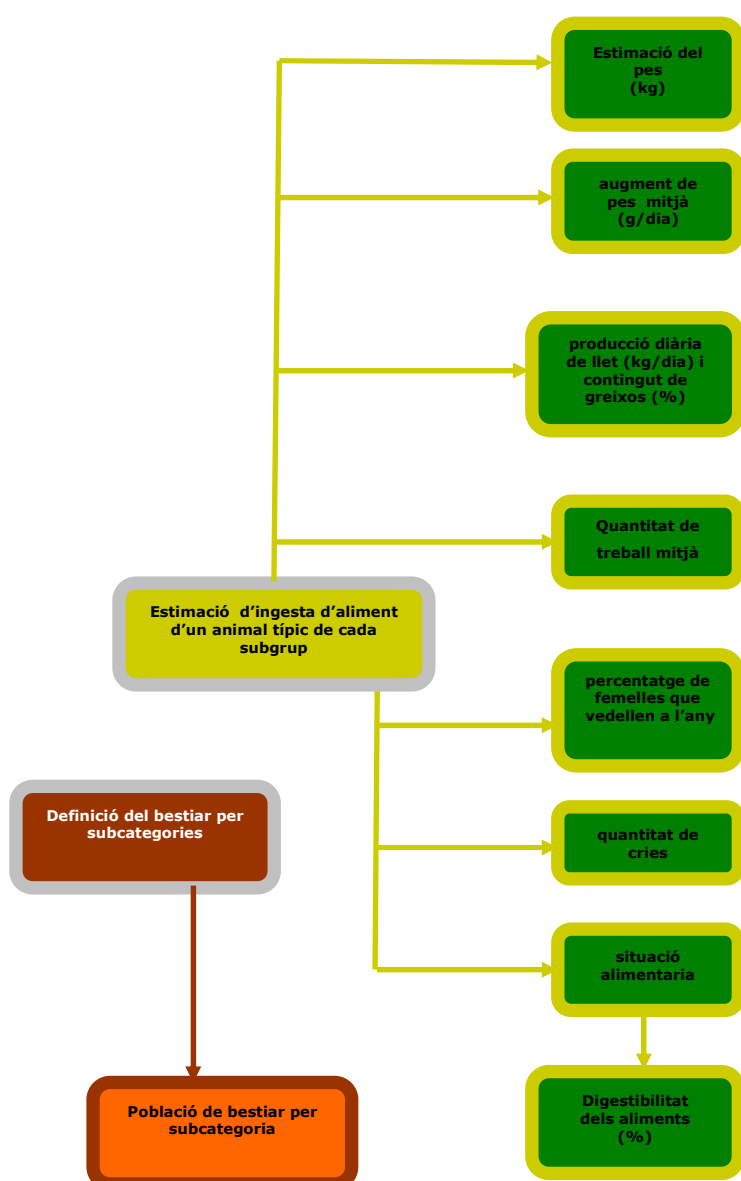 Estimació del
pes
(kg)
augment de
pes mitjà
(g/dia)
producció diària
de llet (kg/dia) i
contingut de
greixos (%)
Quantitat de
treball mitjà
Estimació d’ingesta d’aliment
d’un animal típic de cada
subgrup
percentatge de
femelles que
vedellen a l’any
Definició del bestiar per
subcategories
quantitat de
cries
situació
alimentaria
Població de bestiar per
subcategoria
Digestibilitat
dels aliments
(%)